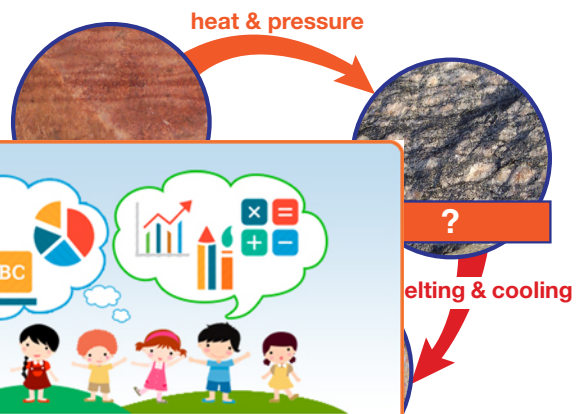 heat & pressure
?
elting & cooling
BC
× =
+ −